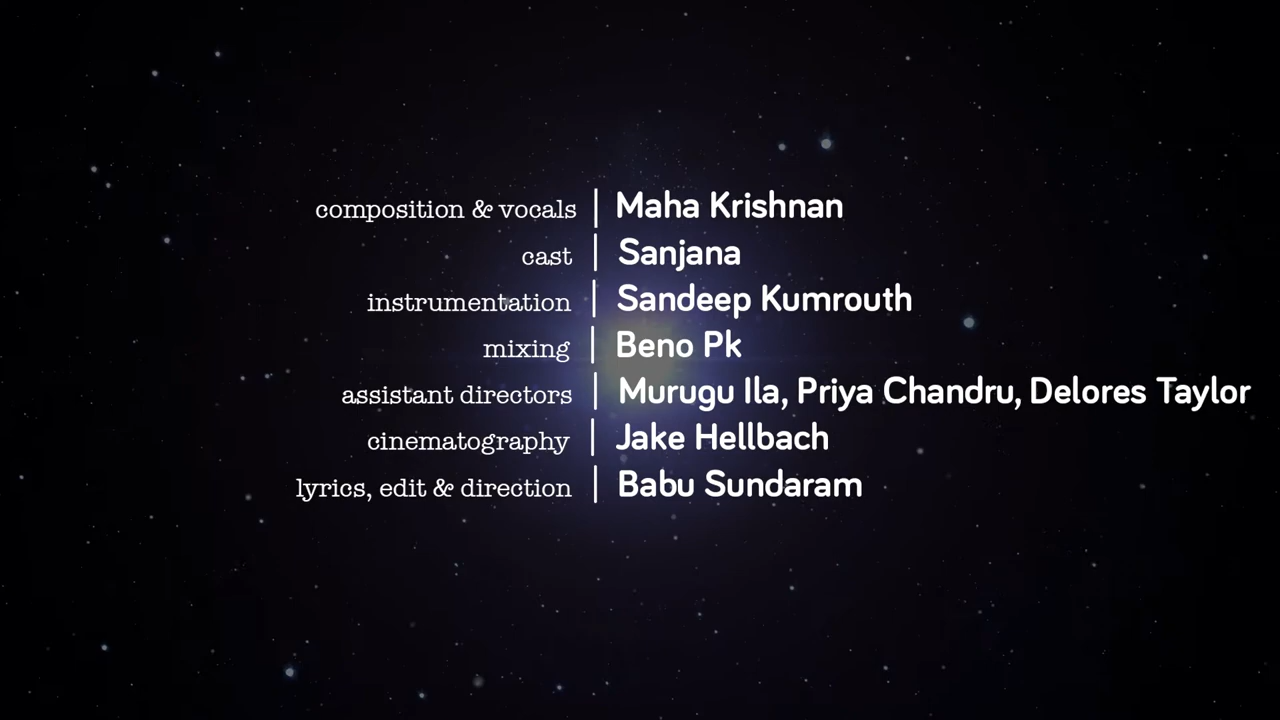 composition & vocals | Maha Krishnan
cast | Sanjana
instrumentation | Sandeep Kumrouth
mixing | Beno Pk
assistant directors | Murugu Ila, Priya Chandru, Delores Taylor
cinematography | Jake Hellbach
lyrics, edit & direction | Babu Sundaram